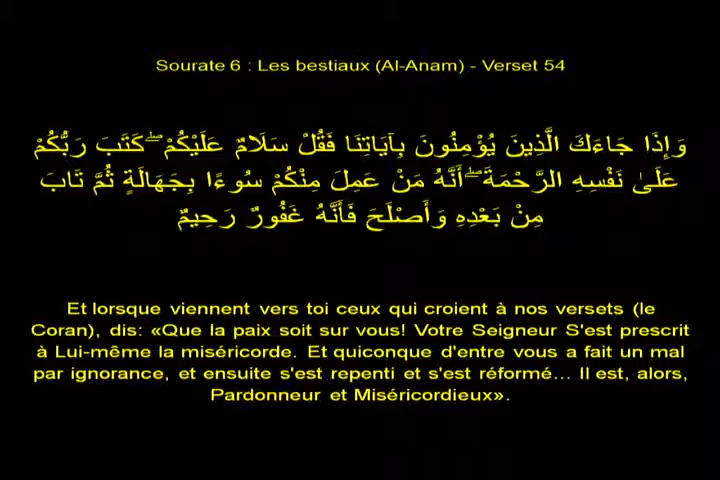 Sourate 6 : Les bestiaux (Al-Anam) - Verset 54
وَإِذَا جَاءَكَ الَّذِينَ يُؤْمِنُونَ بِآيَاتِنَا فَقُلْ سَلَامٌ عَلَيْكُمْ ۖ كَتَبَ رَبُّكُمْ
عَلَىٰ نَفْسِهِ الرَّحْمَةَ ۖ أَنَّهُ مَنْ عَمِلَ مِنْكُمْ سُوءًا بِجَهَالَةٍ ثُمَّ تَابَ
مِنْ بَعْدِهِ وَأَصْلَحَ فَأَنَّهُ غَفُورٌ رَحِيمٌ
Et lorsque viennent vers toi ceux qui croient à nos versets (le
Coran), dis: «Que la paix soit sur vous! Votre Seigneur S'est prescrit
à Lui-même la miséricorde. Et quiconque d'entre vous a fait un mal
par ignorance, et ensuite s'est repenti et s'est réformé... Il est, alors,
Pardonneur et Miséricordieux».